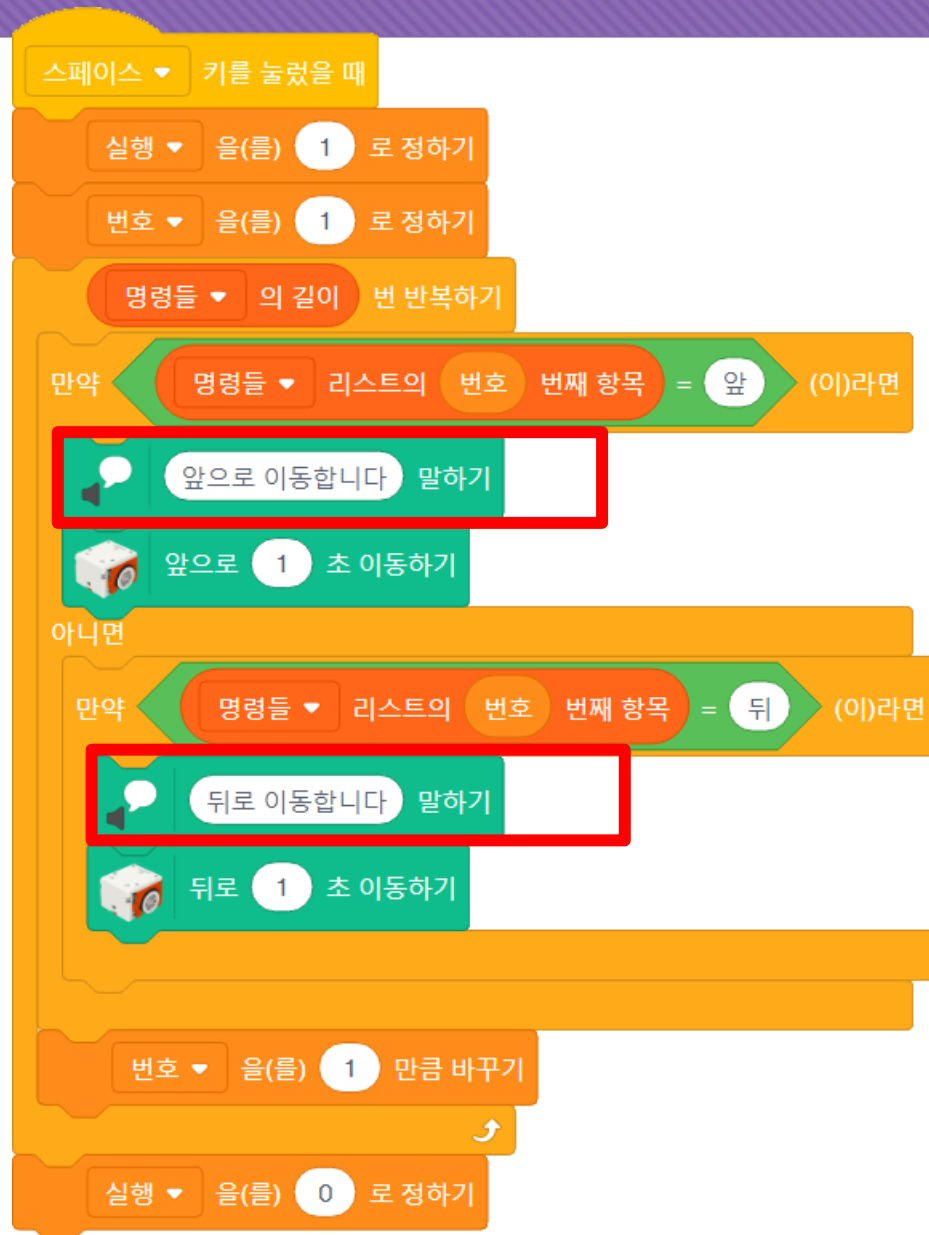 스페이스 키를 눌렀을 때
실행 을(를) 1 로 정하기
번호 을(를) 1 로 정하기
명령들 의 길이 번 반복하기
만약 명령들 리스트의 번호 번째 항목 = 앞 (이)라면
앞으로 이동합니다 말하기
앞으로 1 초 이동하기
아니면
만약 명령들 리스트의 번호 번째 항목 = 뒤 (이)라면
뒤로 이동합니다 말하기
뒤로 1 초 이동하기
번호 을(를) 1 만큼 바꾸기
실행 을(를) 0 로 정하기